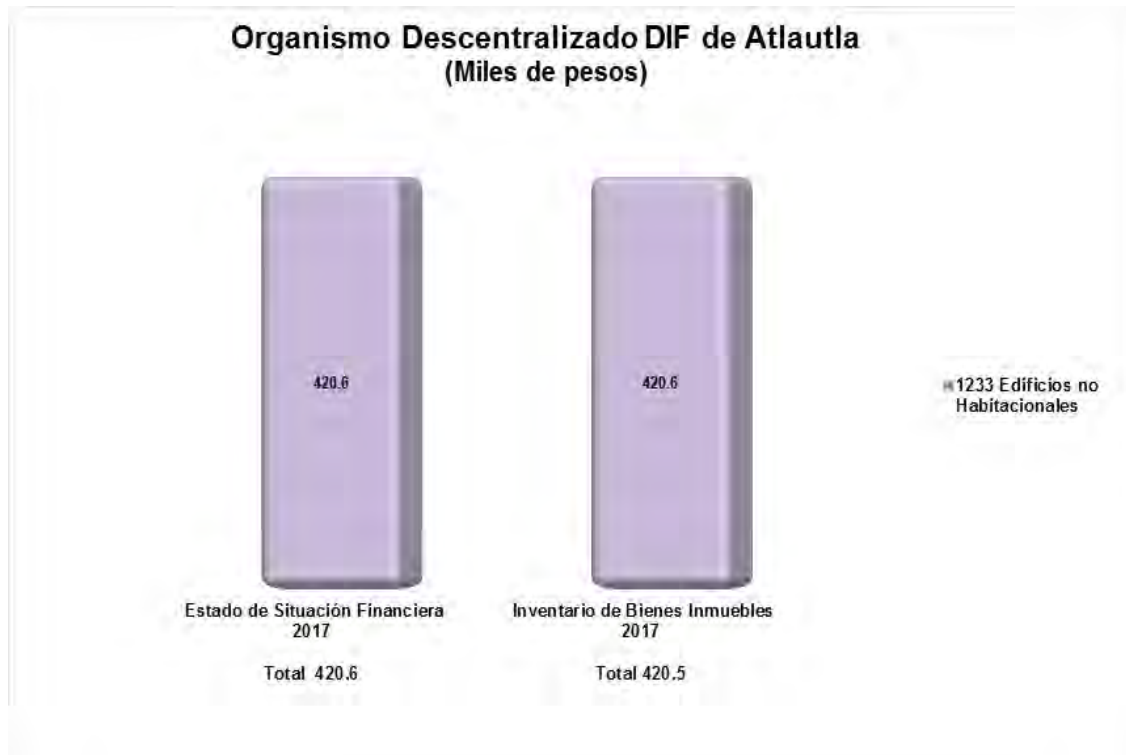 Organismo Descentralizado DIF de Atlautla
(Miles de pesos)
420.6
420.6
1233 Edificios no
Habitacionales
Estado de Situación Financiera
2017
Total 420.6
Inventario de Bienes Inmuebles
2017
Total 420.5